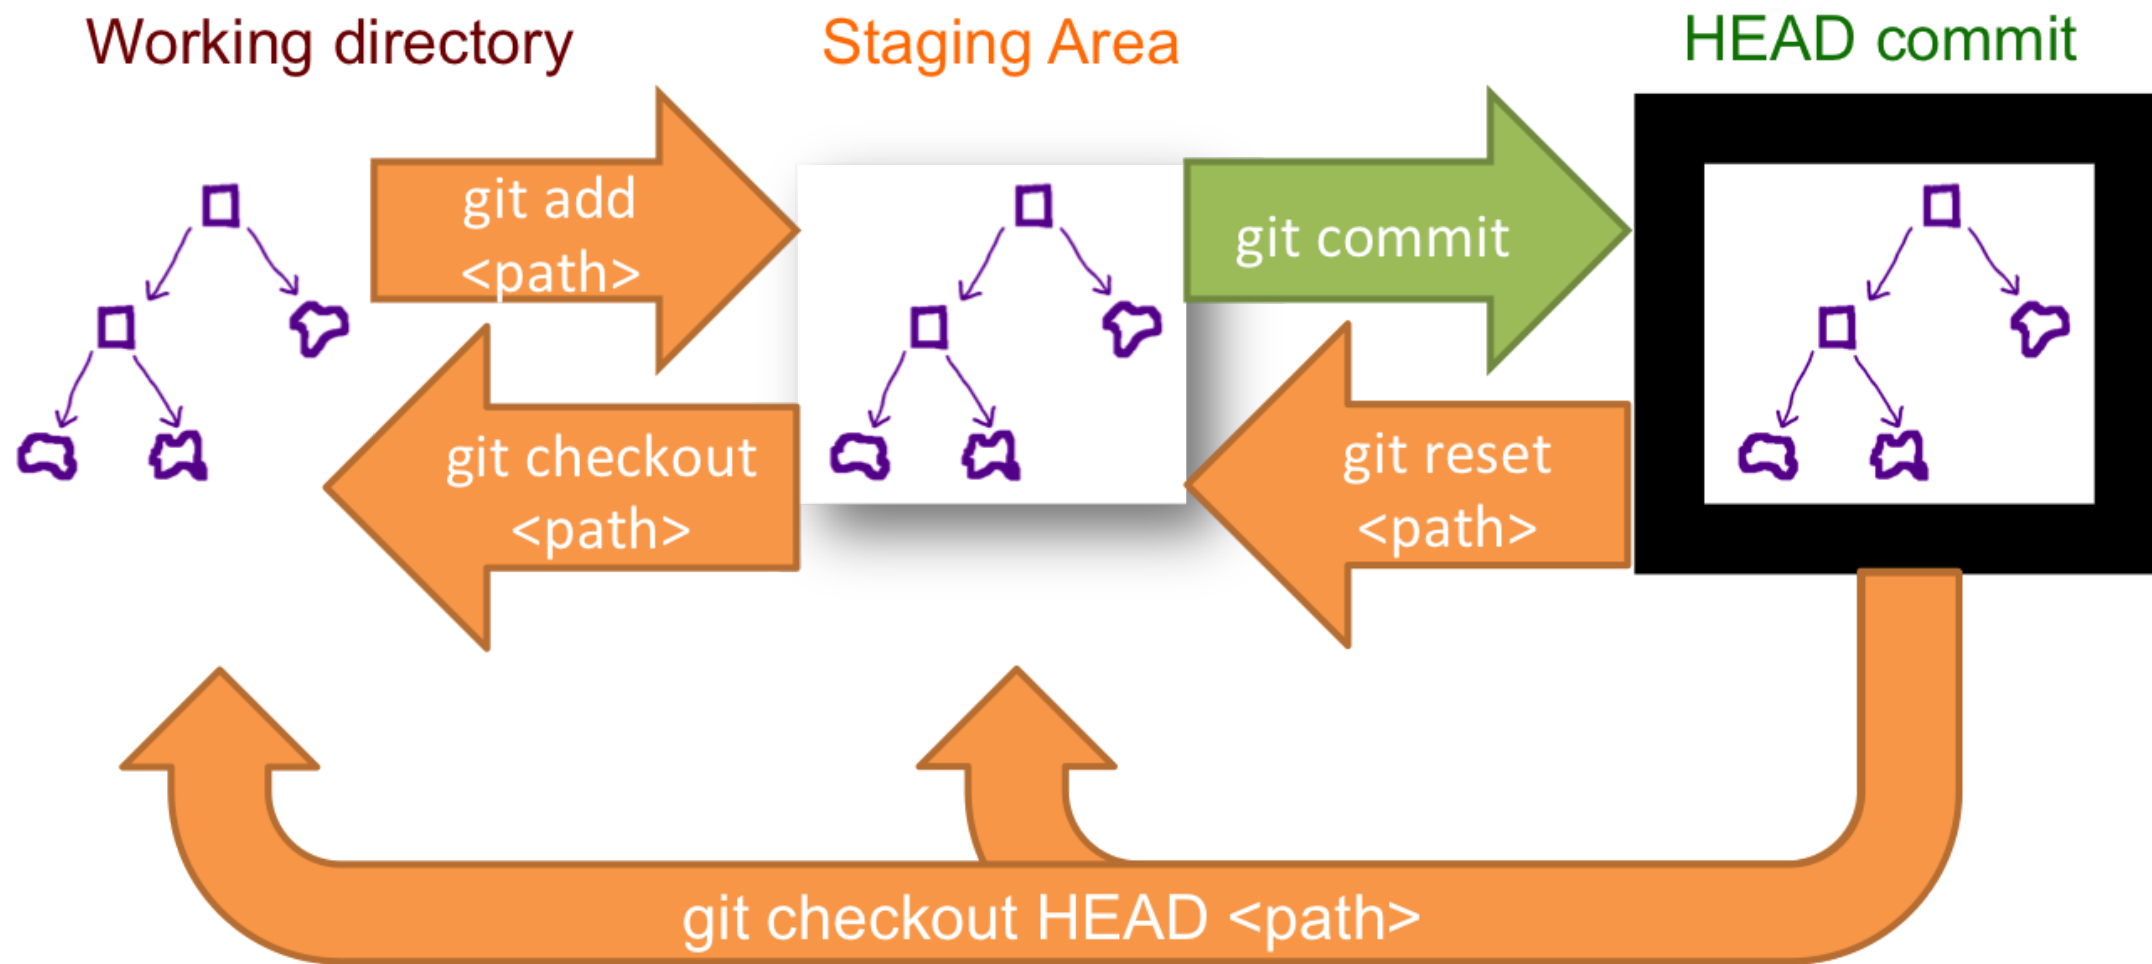 Working directory
Staging Area
HEAD commit
git add
<path>
git commit
git checkout
<path>
git reset
<path>
git checkout HEAD <path>